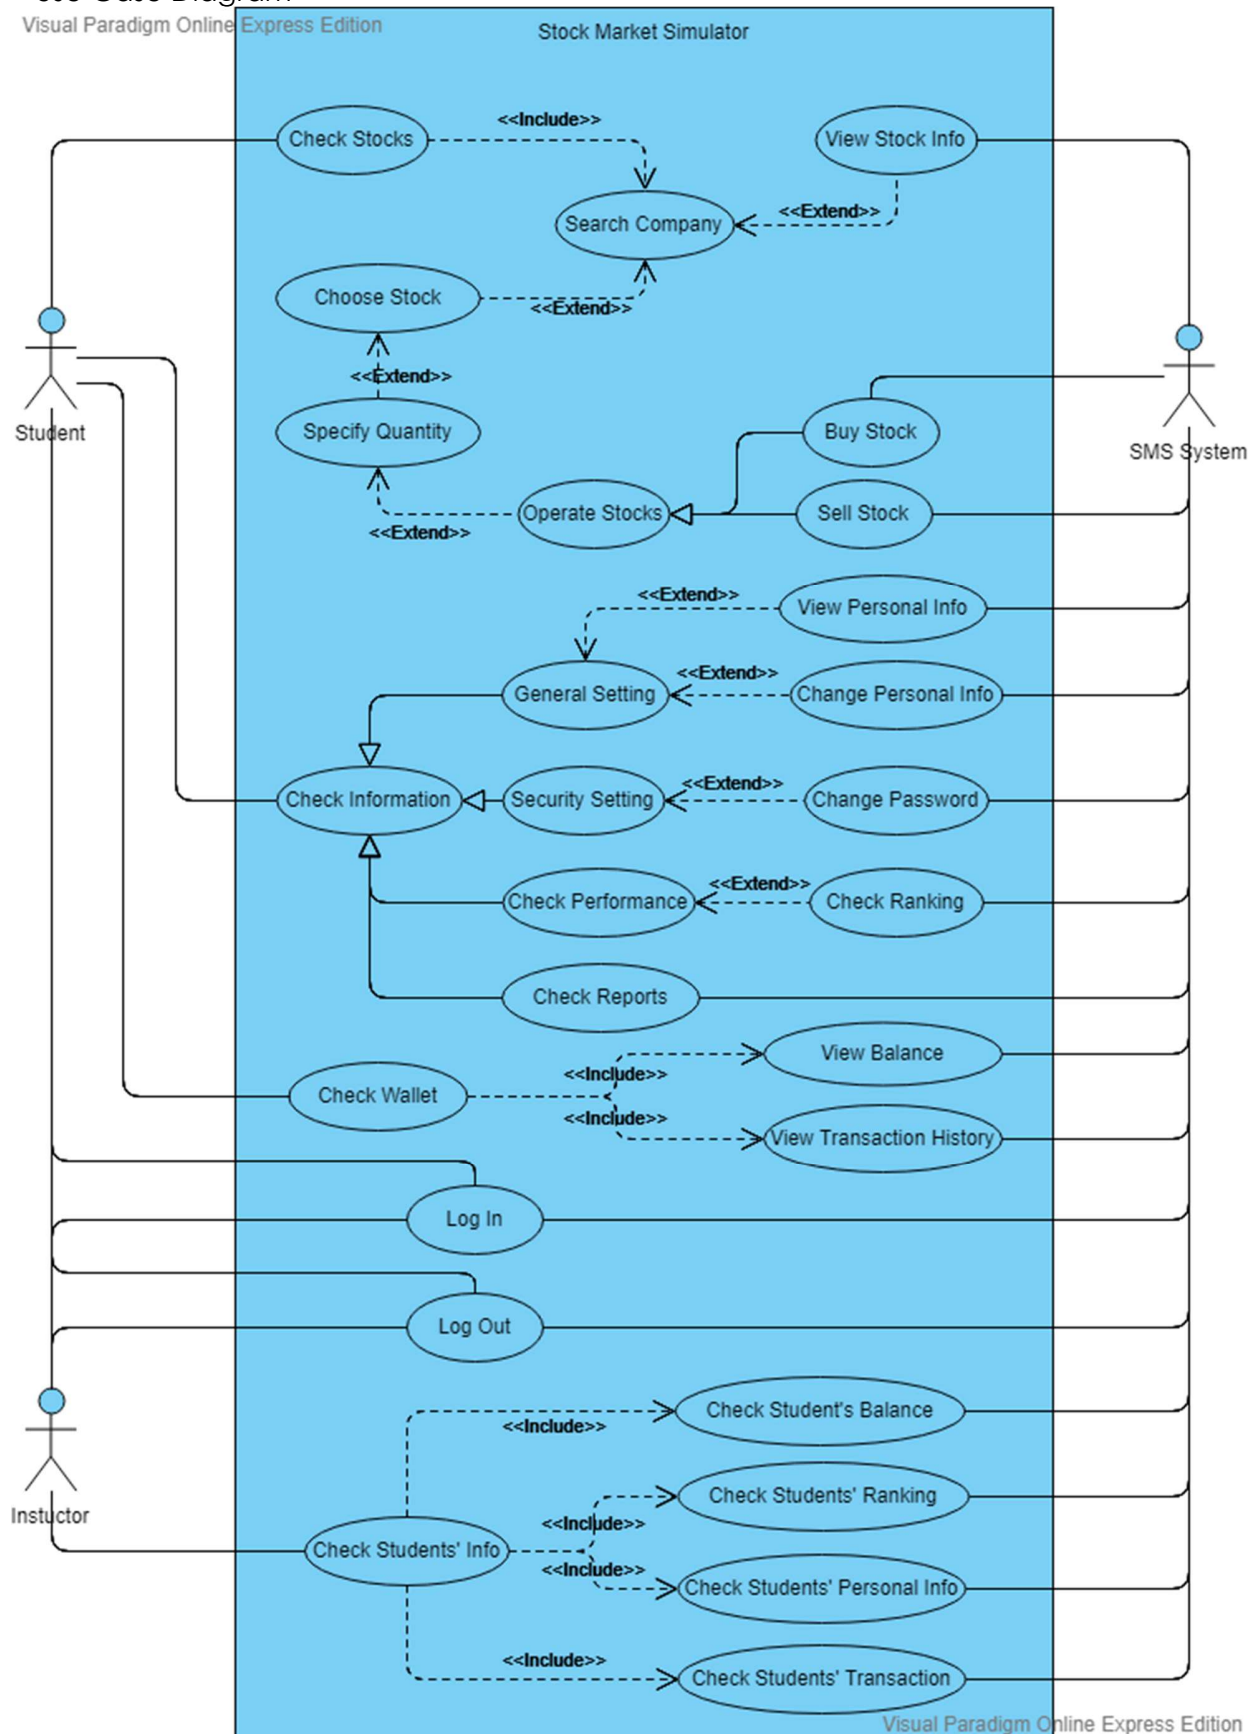 Visual Paradigm Online Express Edition
Stock Market Simulator
Check Stocks
<<Include>>
View Stock Info
Search Company
<<Extend>>
Choose Stock
<<Extend>>
<<Extend>>
Student
Specify Quantity
Buy Stock
SMS System
Operate Stocks
Sell Stock
<<Extend>>
<<Extend>>
View Personal Info
General Setting
<<Extend>>
Change Personal Info
Check Information
Security Setting
<<Extend>>
Change Password
Check Performance
<<Extend>>
Check Ranking
Check Reports
View Balance
<<Include>>
Check Wallet
<<Include>>
View Transaction History
Log In
Log Out
Check Student's Balance
<<Include>>
Instuctor
Check Students' Ranking
<<Include>>
Check Students' Info
<<Include>>
Check Students' Personal Info
<<Include>>
Check Students' Transaction
Visual Paradigm Online Express Edition